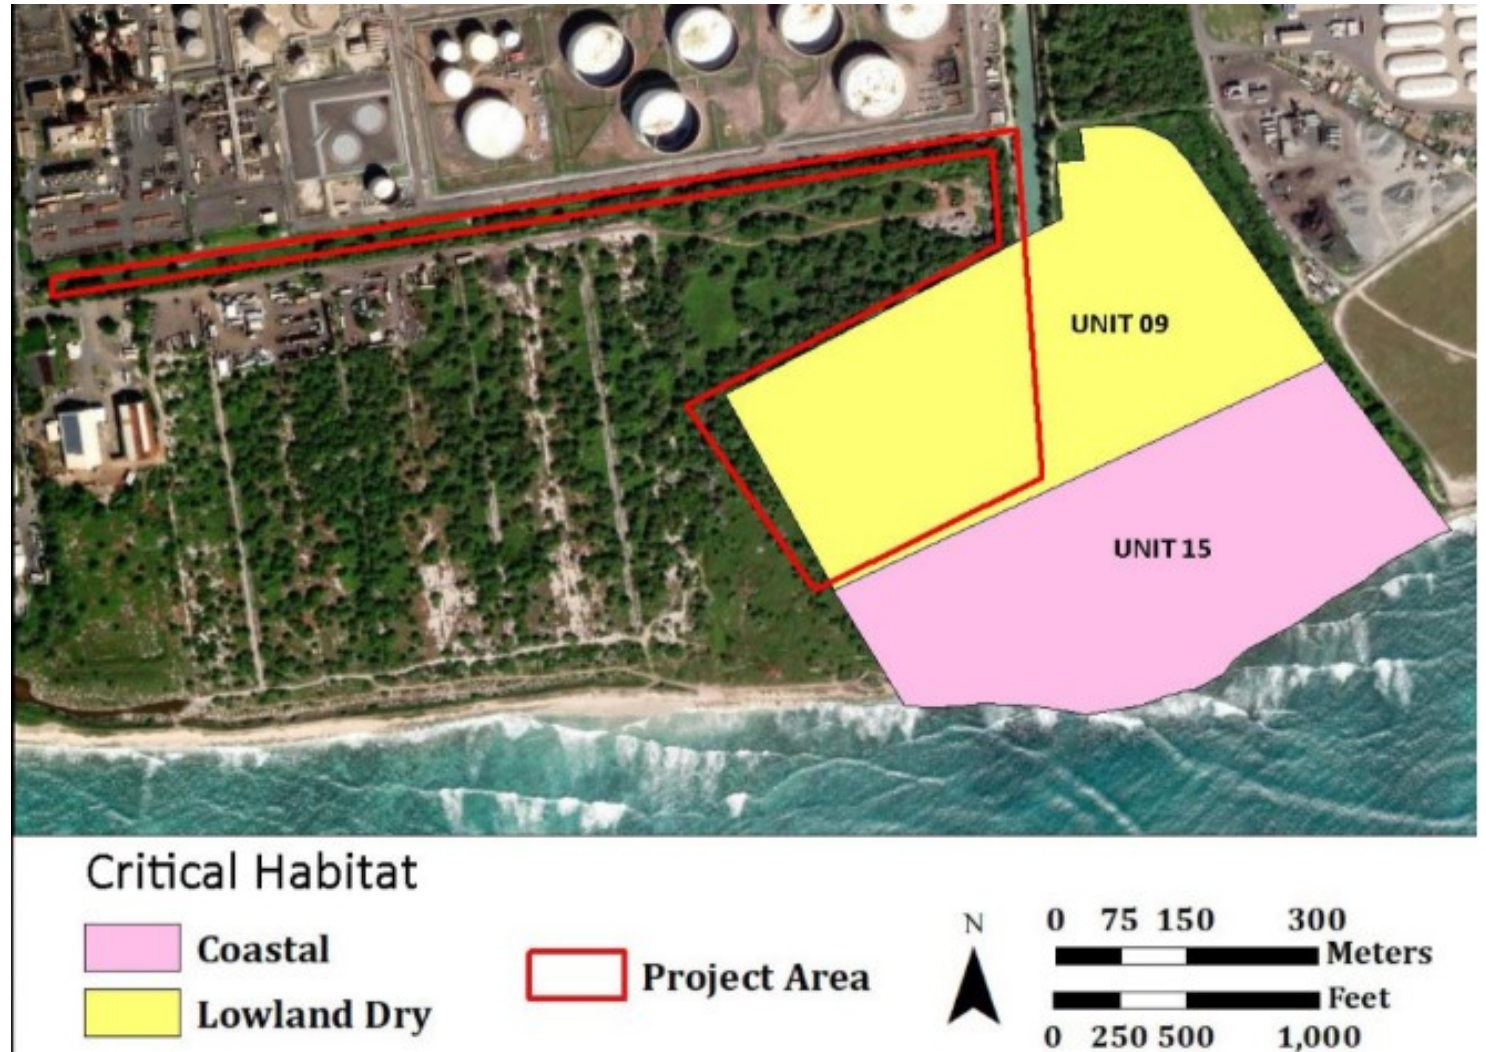 UNIT 09
UNIT 15
Critical Habitat
Coastal
Lowland Dry
Project Area
N
0 75 150 300
Meters
Feet
0 250 500 1,000